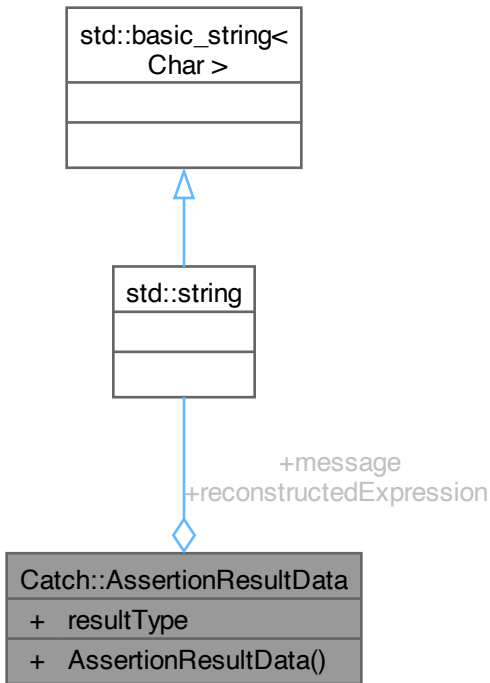 std::basic_string<
Char >
std::string
+message
+reconstructedExpression
Catch::AssertionResultData
+ resultType
+ AssertionResultData()